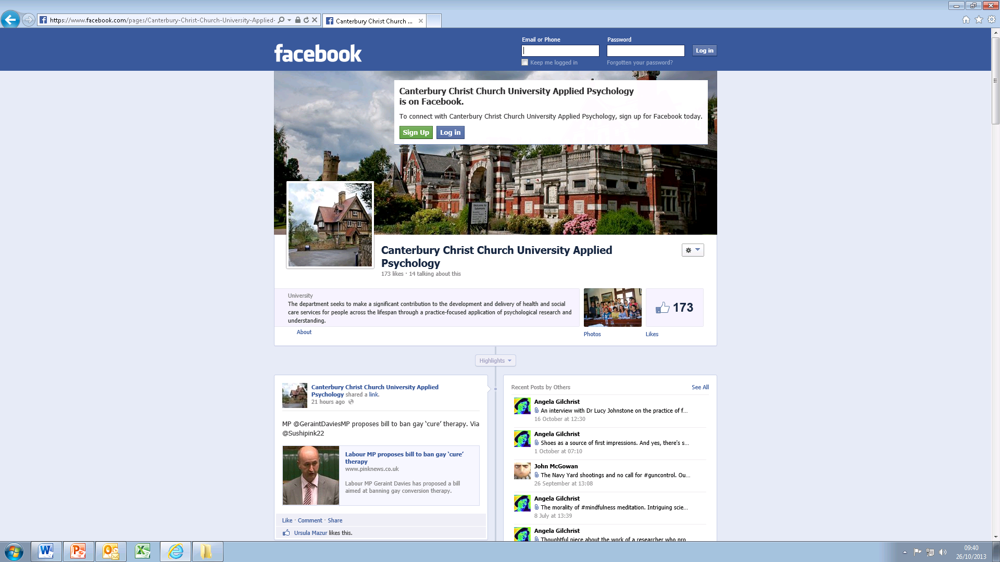 https://www.facebook.com/pages/Canterbury-Christ-Church-University-Applied-
Canterbury Christ Church ...
facebook
Email or Phone
Password
Log in
Keep me logged in
Forgotten your password?
Canterbury Christ Church University Applied Psychology
is on Facebook.
To connect with Canterbury Christ Church University Applied Psychology, sign up for Facebook today.
Sign Up
Log in
Welcome to
Salomons
Canterbury Christ Church University Applied
Psychology
173 likes · 14 talking about this
University
The department seeks to make a significant contribution to the development and delivery of health and social
care services for people across the lifespan through a practice-focused application of psychological research and
understanding.
About
Photos
173
Likes
Highlights
Canterbury Christ Church University Applied
Psychology shared a link.
21 hours ago
MP @GeraintDaviesMP proposes bill to ban gay ‘cure’ therapy. Via
@Sushipink22
Labour MP proposes bill to ban gay ‘cure’
therapy
www.pinknews.co.uk
Labour MP Geraint Davies has proposed a bill
aimed at banning gay conversion therapy.
Like · Comment · Share
Ursula Mazur likes this.
Recent Posts by Others
See All
Angela Gilchrist
An interview with Dr Lucy Johnstone on the practice of f...
16 October at 12:30
Angela Gilchrist
Shoes as a source of first impressions. And yes, there's s...
1 October at 07:10
John McGowan
The Navy Yard shootings and no call for #guncontrol. Ou...
26 September at 13:08
Angela Gilchrist
The morality of #mindfulness meditation. Intriguing scie...
8 July at 13:39
Angela Gilchrist
Thoughtful piece about the work of a researcher who pro
09:40
26/10/2013